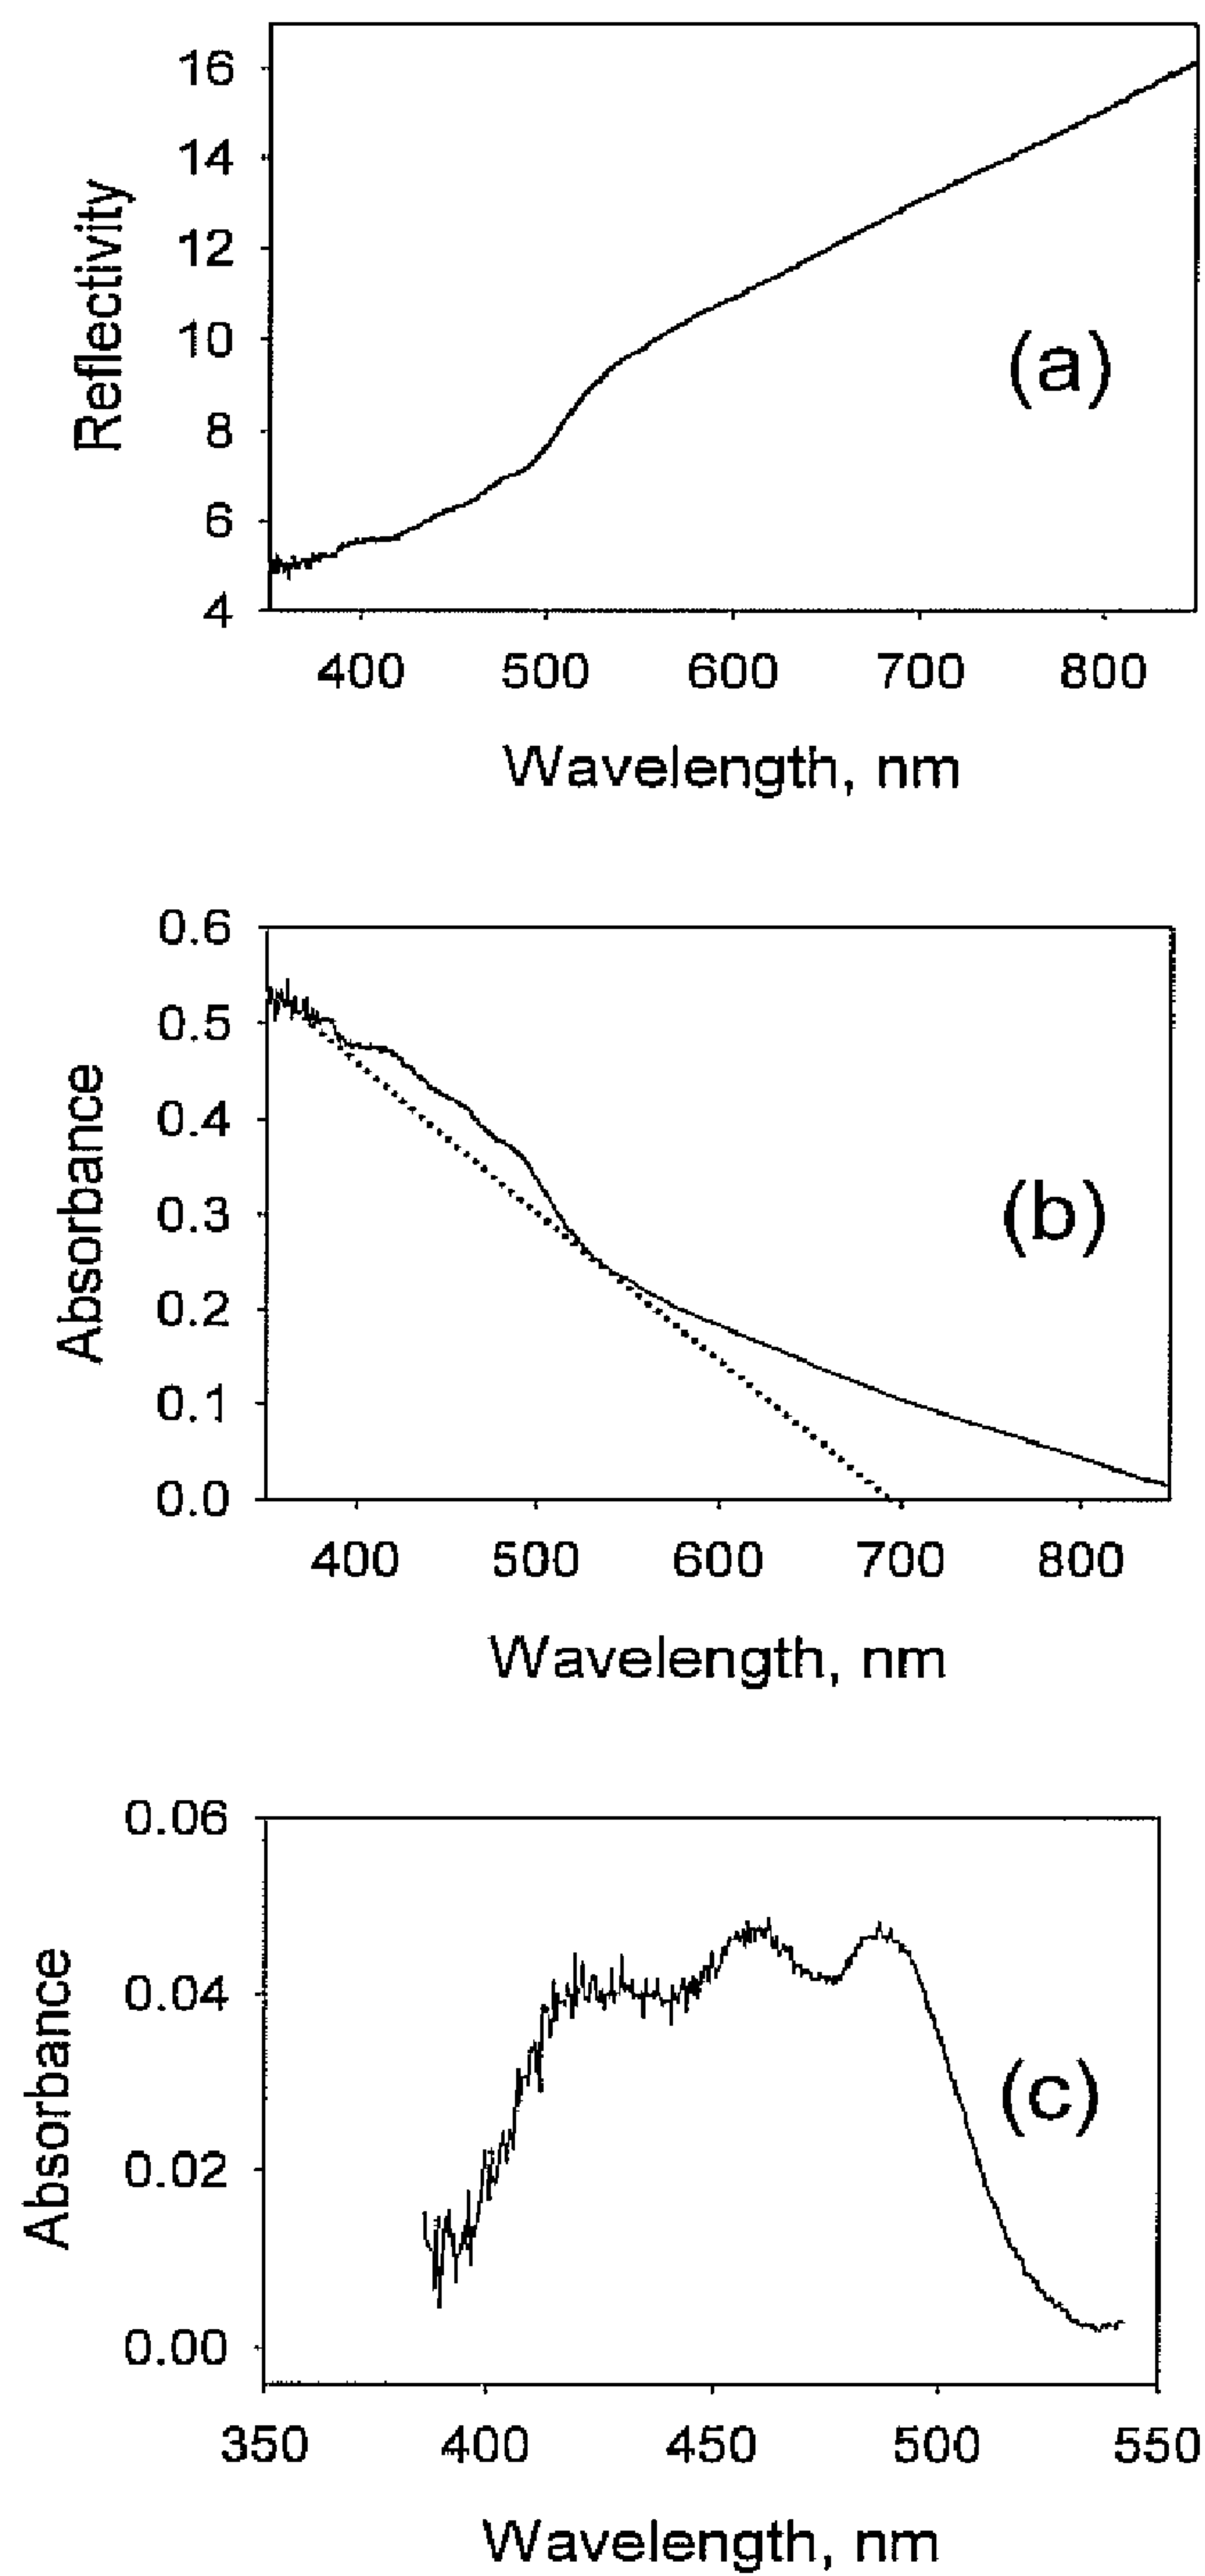 Reflectivity
16
14
12
10
8
6
4
(a)
400 500 600 700 800
Wavelength, nm
Absorbance
0.6
0.5
0.4
0.3
0.2
0.1
0.0
(b)
400 500 600 700 800
Wavelength, nm
Absorbance
0.06
0.04
0.02
0.00
(c)
350 400 450 500 550
Wavelength, nm